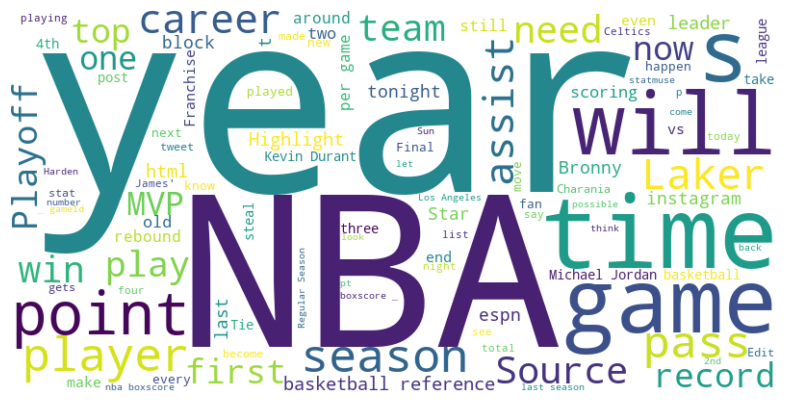 playing
career
around
two
team
still
need
even
leader
Celtics
made
new
top
4th
one
block
t
now
S
league
post
Franchise
per game
year
assist
happen
statmuse
take
Playoff
played
tonight
scoring
p
come
next
tweet
Highlight
Sun
Final
will
vs
today
Harden
html
Kevin Durant
let
move
Bronny
Laker
stat
James'
know
Los Angeles
Charania
possible
number
MVP
Star
fan
instagram
_ gameid
old
steal
NBA
say
time
think
rebound
three
list
back
win
play
look
end
Michael Jordan
basketball
gets
four
last
Regular Season
pt
night
game
point
Tie
boxscore _
espn
player
first
season
see
pass
become
total
Source
2nd
Edit
make
every
basketball reference
record
nba boxscore
last season